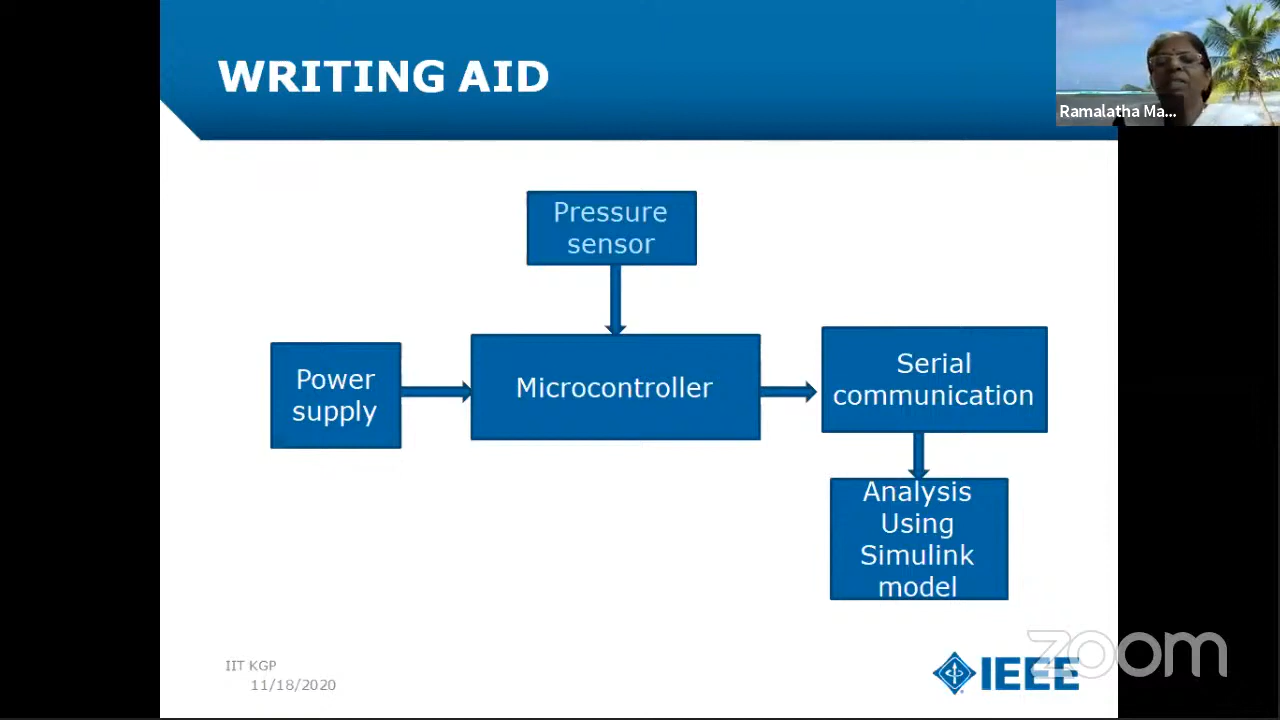 WRITING AID
Ramalatha Ma...
Pressure
sensor
Power
supply
Microcontroller
Serial
communication
Analysis
Using
Simulink
model
IIT KGP
11/18/2020
IEEE
zoom